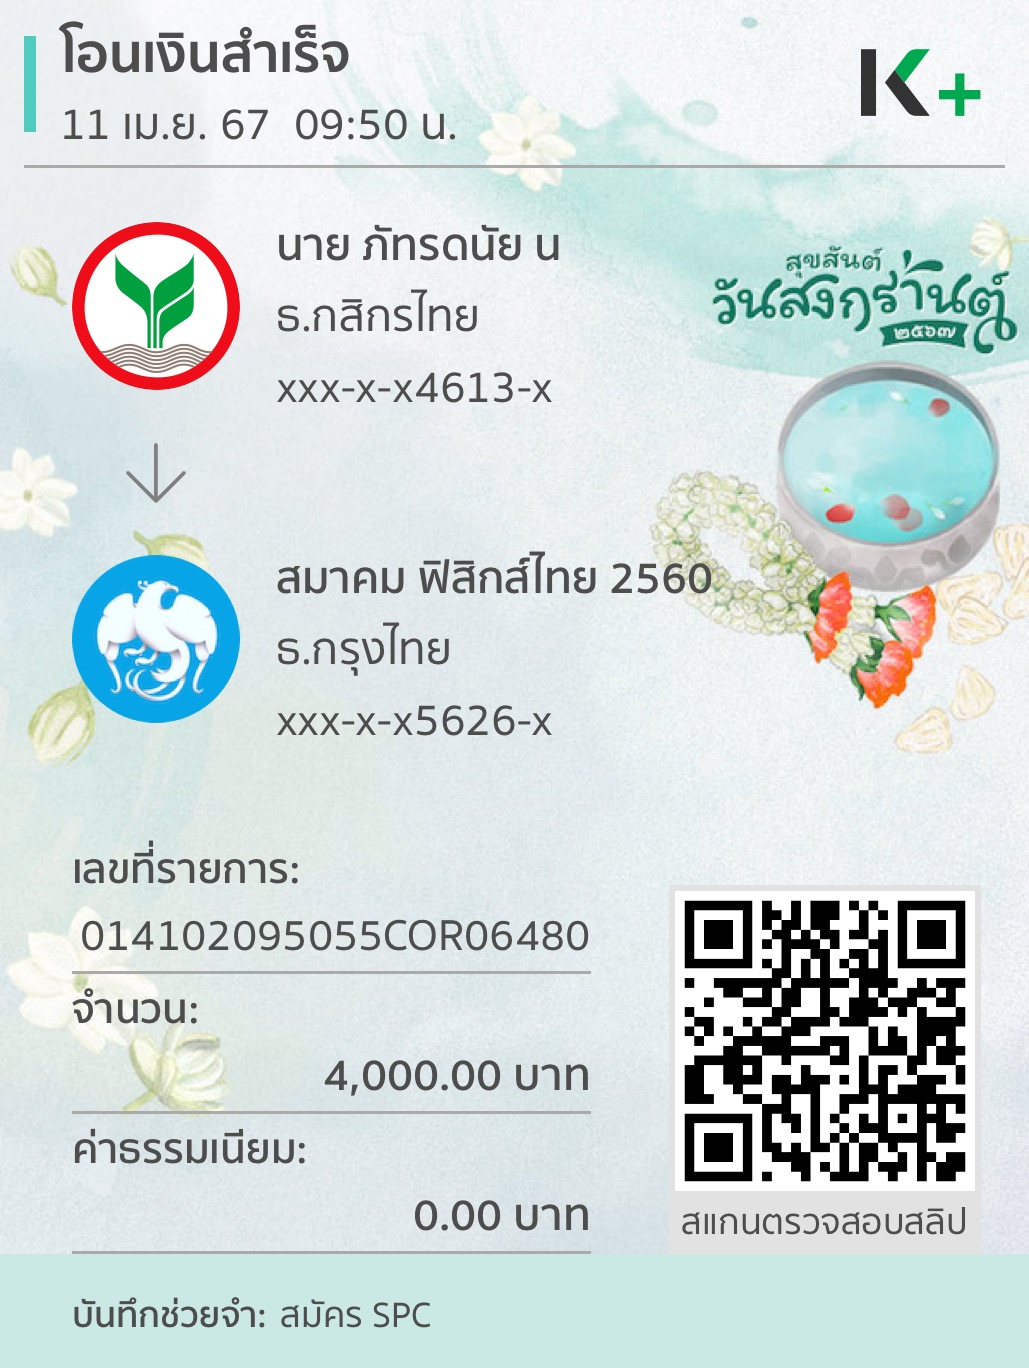 โอนเงินสำเร็จ
11 เม.ย. 67  09:50 น.
K+
นาย ภัทรดนัย น
ธ.กสิกรไทย
xxx-x-x4613-x
สุขสันต์
วันสงกรานต์
๒๕๖๗
สมาคม ฟิสิกส์ไทย 2560
ธ.กรุงไทย
xxx-x-x5626-x
เลขที่รายการ:
014102095055COR06480
จำนวน:
4,000.00 บาท
ค่าธรรมเนียม:
0.00 บาท
สแกนตรวจสอบสลิป
บันทึกช่วยจำ: สมัคร SPC